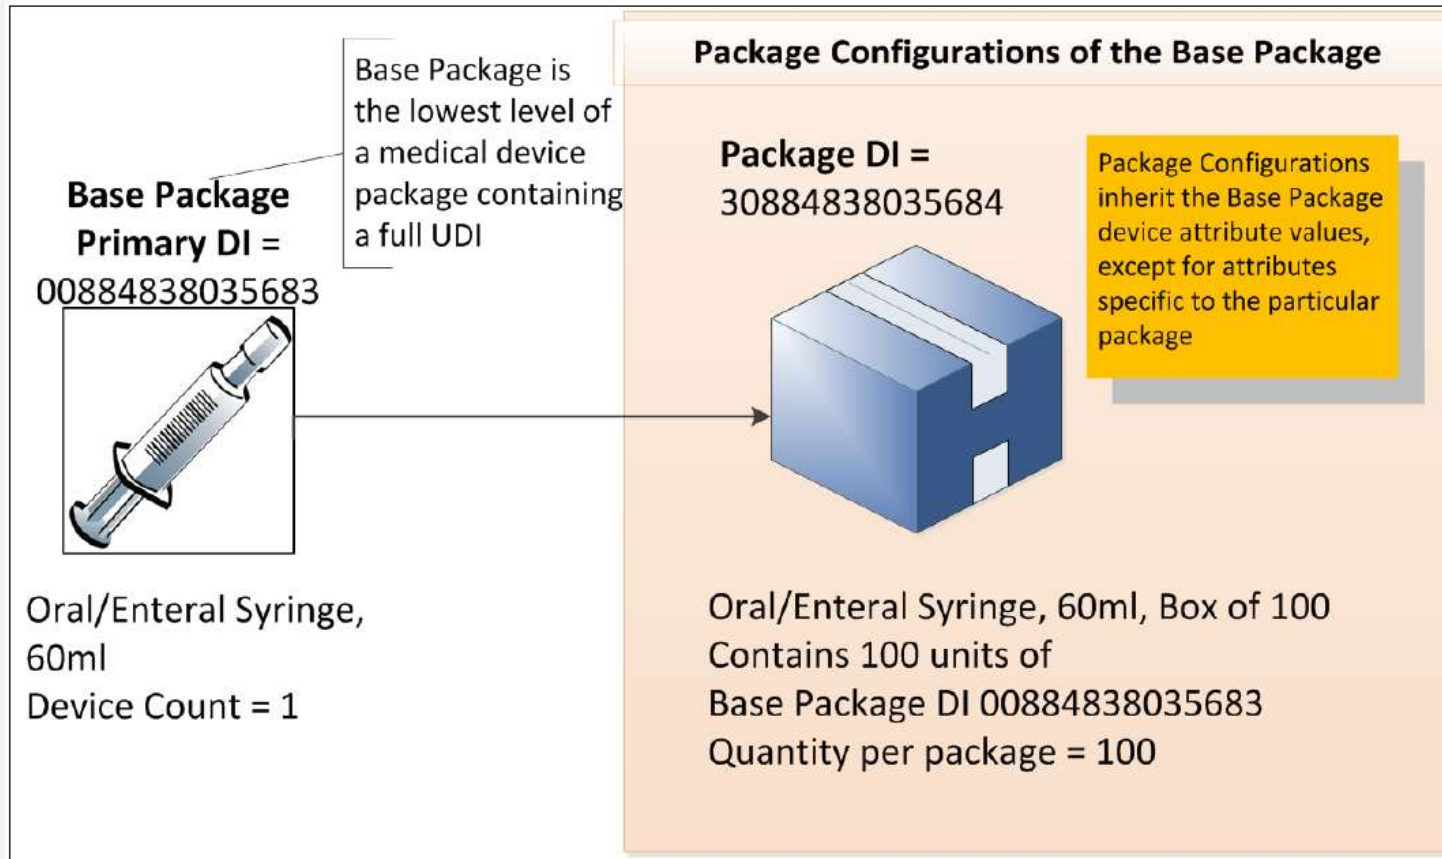 Package Configurations of the Base Package
Base Package is
the lowest level of
a medical device
package containing
a full UDI
Base Package
Primary DI =
00884838035683
Oral/Enteral Syringe,
60ml
Device Count = 1
Package DI =
30884838035684
Package Configurations
inherit the Base Package
device attribute values,
except for attributes
specific to the particular
package
Oral/Enteral Syringe, 60ml, Box of 100
Contains 100 units of
Base Package DI 00884838035683
Quantity per package = 100